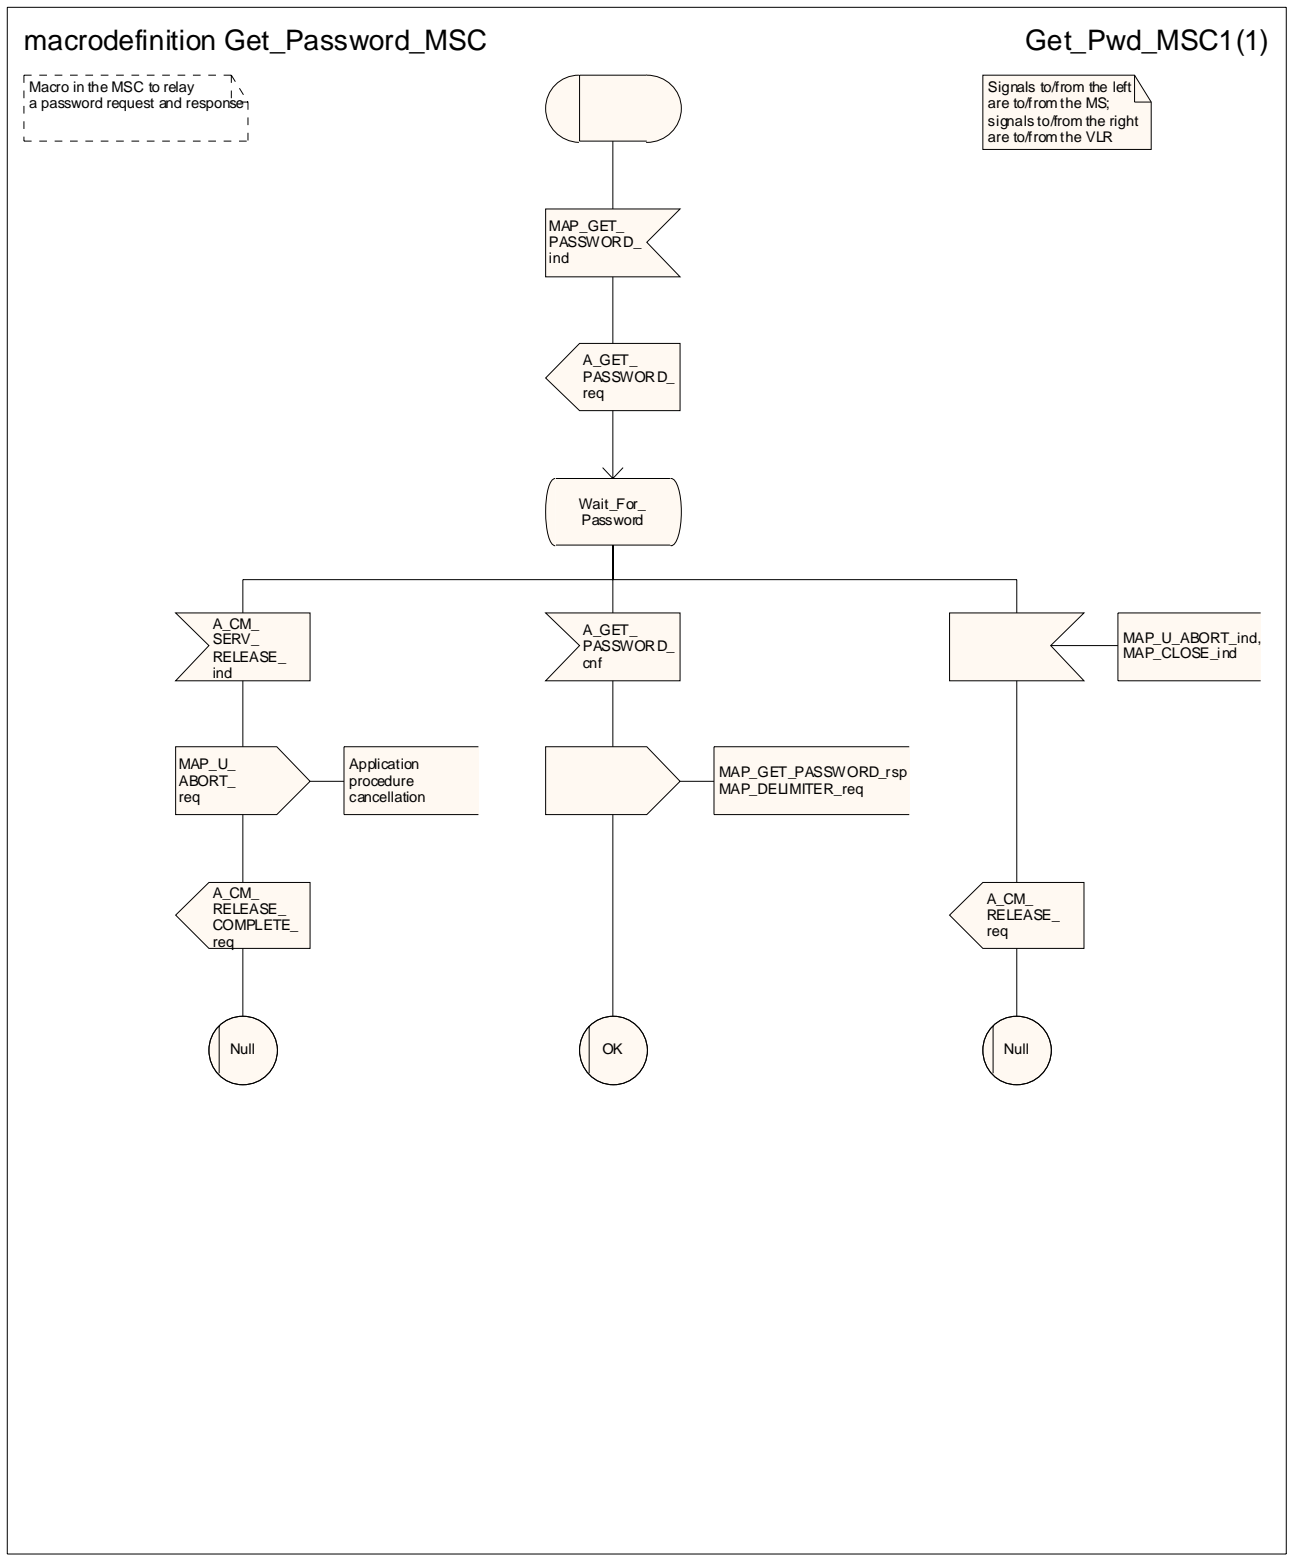 macrodefinition Get_Password_MSC
Get_Pwd_MSC1(1)
Macro in the MSC to relay
a password request and response
Signals to/from the left
are to/from the MS;
signals to/from the right
are to/from the VLR
MAP_GET_
PASSWORD_
ind
A_GET_
PASSWORD_
req
Wait_For_
Password
A_CM_
SERV_
RELEASE_
ind
A_GET_
PASSWORD_
cnf
MAP_U_ABORT_ind,
MAP_CLOSE_ind
MAP_U_
ABORT_
req
Application
procedure
cancellation
MAP_GET_PASSWORD_rsp
MAP_DELIMITER_req
A_CM_
RELEASE_
COMPLETE_
req
A_CM_
RELEASE_
req
Null
OK
Null